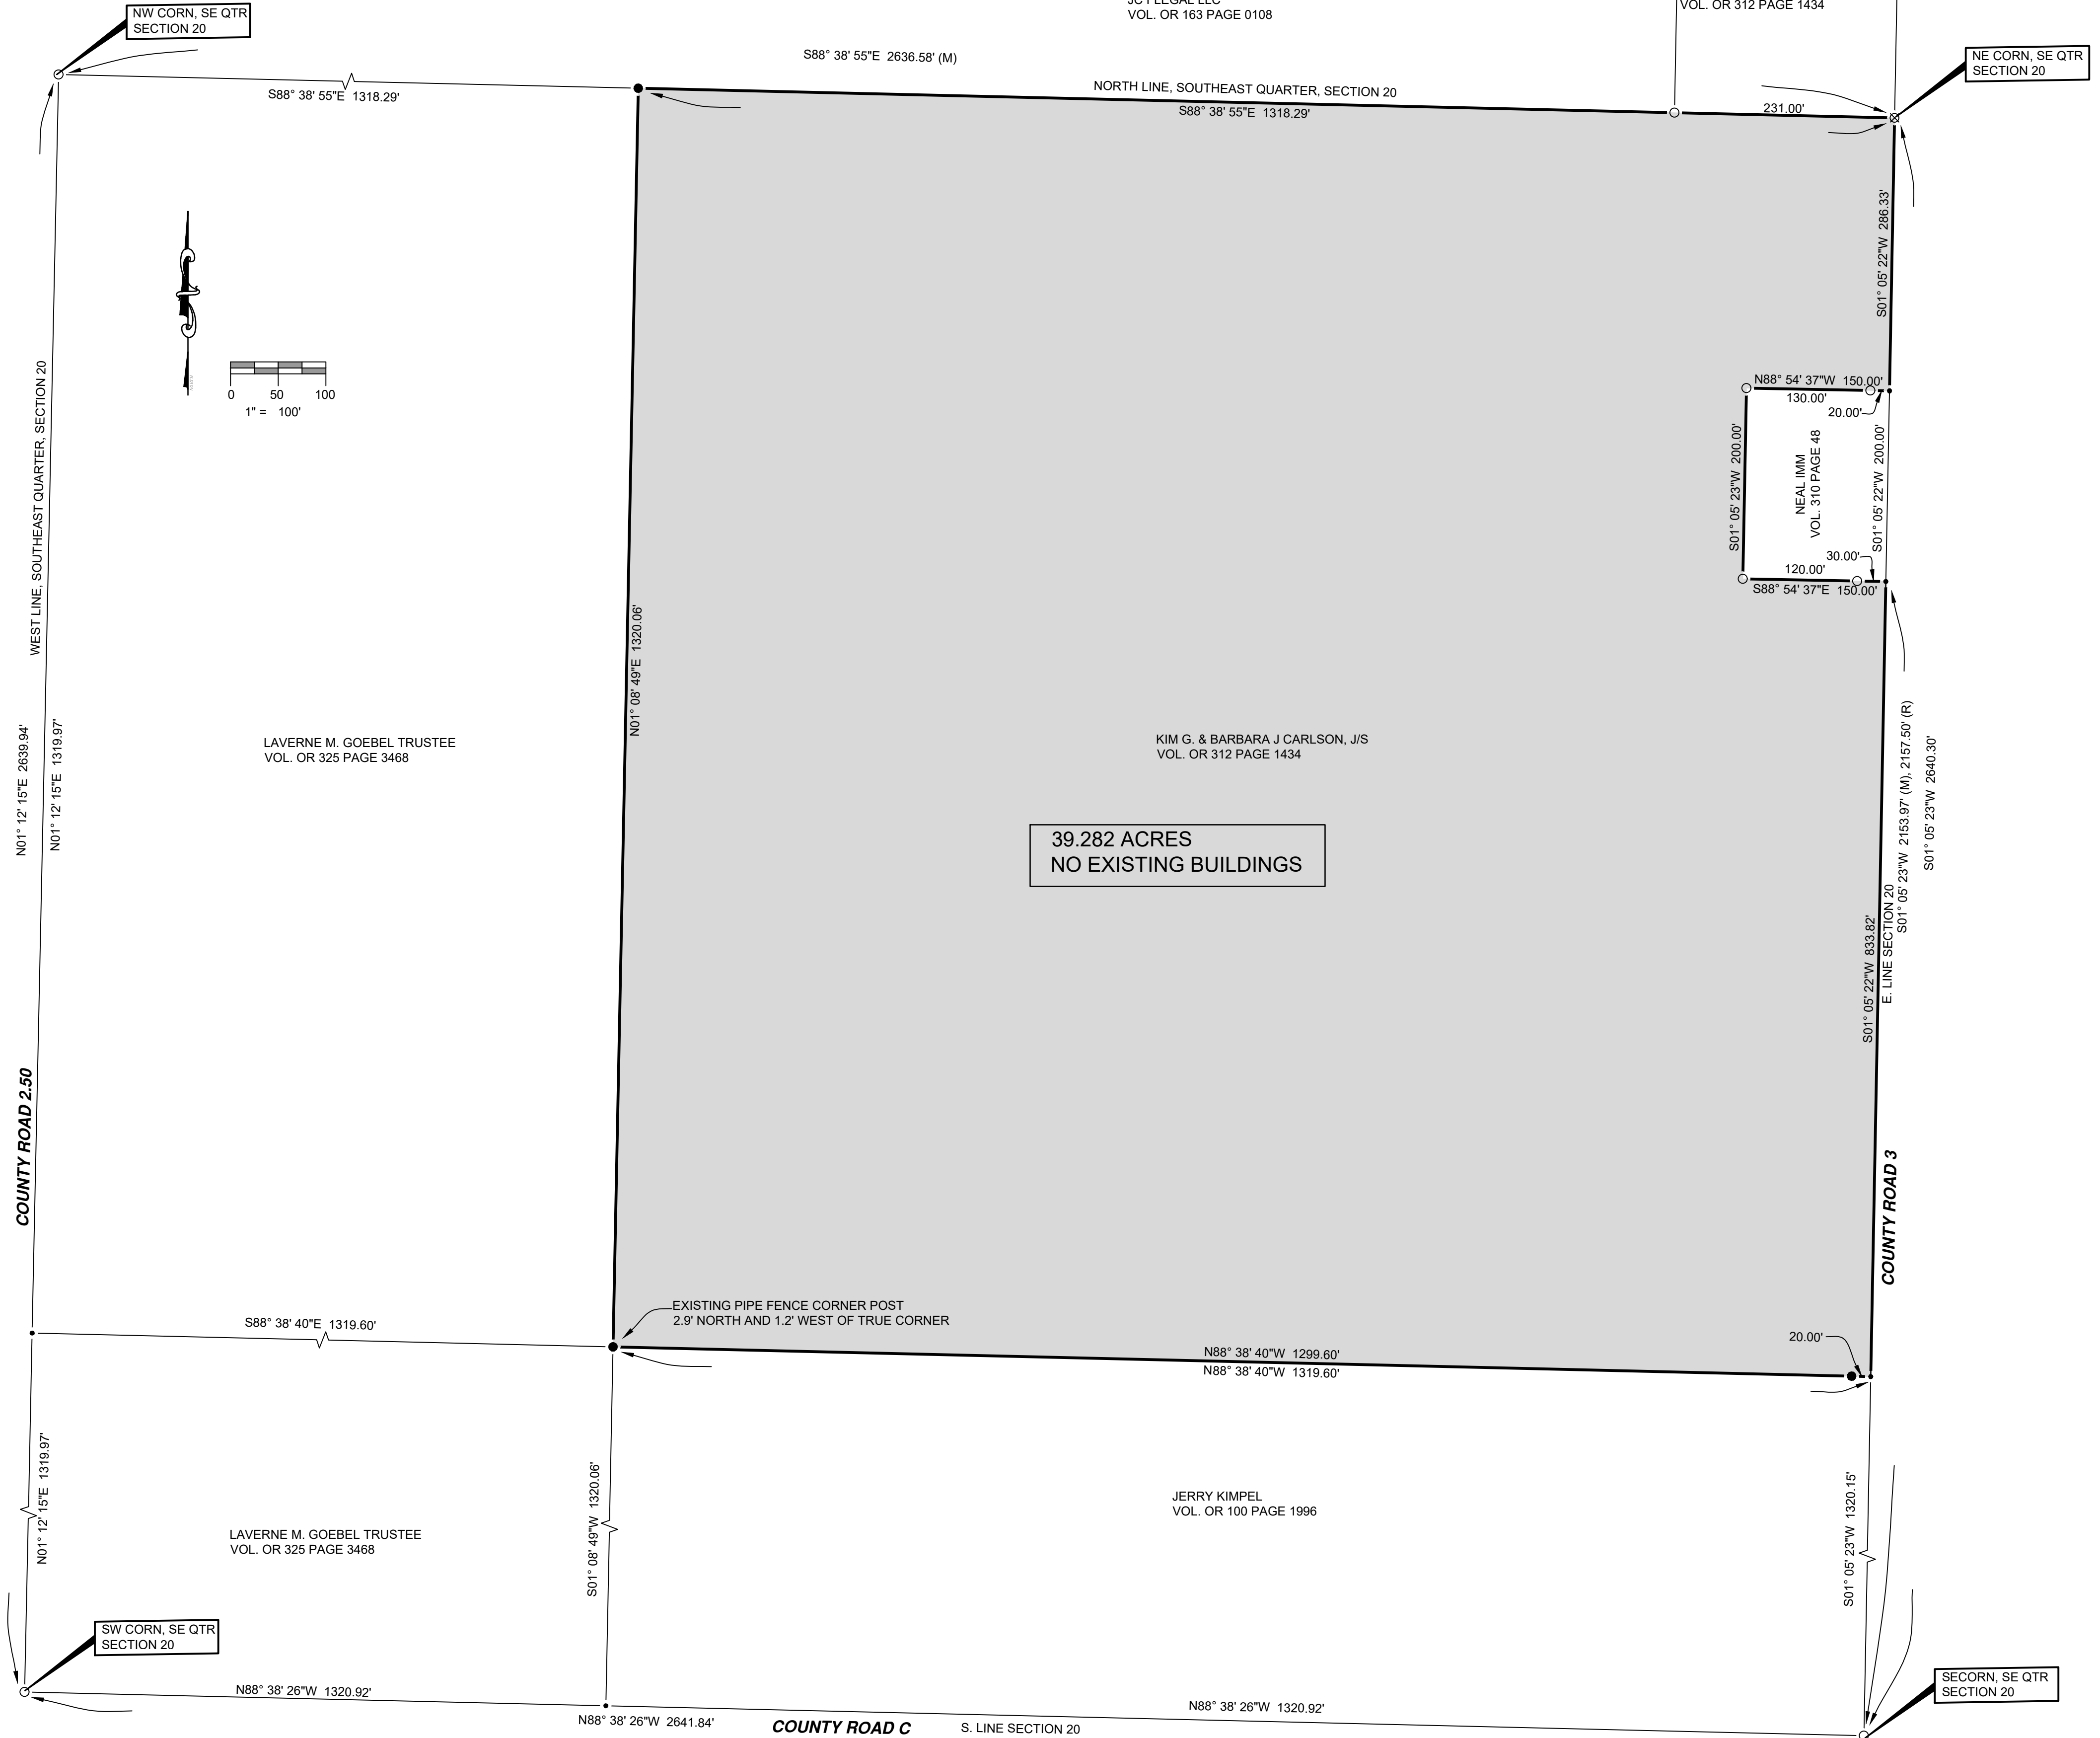 NW CORN, SE QTR
SECTION 20
VOL. OR 163 PAGE 0108
VOL. OR 312 PAGE 1434
NE CORN, SE QTR
SECTION 20
S88° 38' 55"E 2636.58' (M)
S88° 38' 55"E 1318.29'
NORTH LINE, SOUTHEAST QUARTER, SECTION 20
S88° 38' 55"E 1318.29'
231.00'
S01° 05' 22"W 286.33'
0 50 100
1" = 100'
WEST LINE, SOUTHEAST QUARTER, SECTION 20
N88° 54' 37"W 150.00'
130.00'
20.00'
S01° 05' 23"W 200.00'
NEAL IMM
VOL. 310 PAGE 48
S01° 05' 22"W 200.00'
30.00'
120.00'
S88° 54' 37"E 150.00'
N01° 08' 49"E 1320.06'
N01° 12' 15"E 2639.94'
N01° 12' 15"E 1319.97'
LAVERNE M. GOEBEL TRUSTEE
VOL. OR 325 PAGE 3468
KIM G. & BARBARA J CARLSON, J/S
VOL. OR 312 PAGE 1434
39.282 ACRES
NO EXISTING BUILDINGS
S01° 05' 22"W 833.82'
E. LINE SECTION 20
S01° 05' 23"W 2153.97' (M), 2157.50' (R)
S01° 05' 23"W 2640.30'
COUNTY ROAD 2.50
COUNTY ROAD 3
EXISTING PIPE FENCE CORNER POST
2.9' NORTH AND 1.2' WEST OF TRUE CORNER
S88° 38' 40"E 1319.60'
20.00'
N88° 38' 40"W 1299.60'
N88° 38' 40"W 1319.60'
N01° 12' 15"E 1319.97'
S01° 08' 49"W 1320.06'
S01° 05' 23"W 1320.15'
JERRY KIMPEL
VOL. OR 100 PAGE 1996
LAVERNE M. GOEBEL TRUSTEE
VOL. OR 325 PAGE 3468
SW CORN, SE QTR
SECTION 20
SECORN, SE QTR
SECTION 20
N88° 38' 26"W 1320.92'
N88° 38' 26"W 1320.92'
N88° 38' 26"W 2641.84'
COUNTY ROAD C
S. LINE SECTION 20